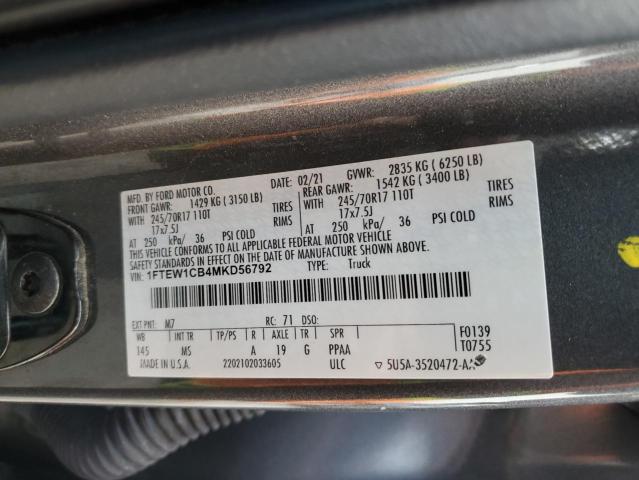 MFD. BY FORD MOTOR CO.
DATE: 02/21 GVWR: 2835 KG ( 6250 LB)
FRONT GAWR: 1429 KG ( 3150 LB)
REAR GAWR: 1542 KG ( 3400 LB)
WITH 245/70R17 110T TIRES
WITH 245/70R17 110T TIRES
17x7.5J RIMS
17x7.5J RIMS
AT 250 kPa/ 36 PSI COLD
AT 250 kPa/ 36 PSI COLD
THIS VEHICLE CONFORMS TO ALL APPLICABLE FEDERAL MOTOR VEHICLE
SAFETY STANDARDS IN EFFECT ON THE DATE OF MANUFACTURE SHOWN ABOVE.
VIN: 1FTEW1CB4MKD56792
TYPE: Truck
EXT PNT: M7 RC: 71 DSO:
WB INT TR TP/PS R AXLE TR SPR
145 MS A 19 G PPAA
F0139
T0755
MADE IN U.S.A. 2202102033605 ULC
5U5A-3520472-AA